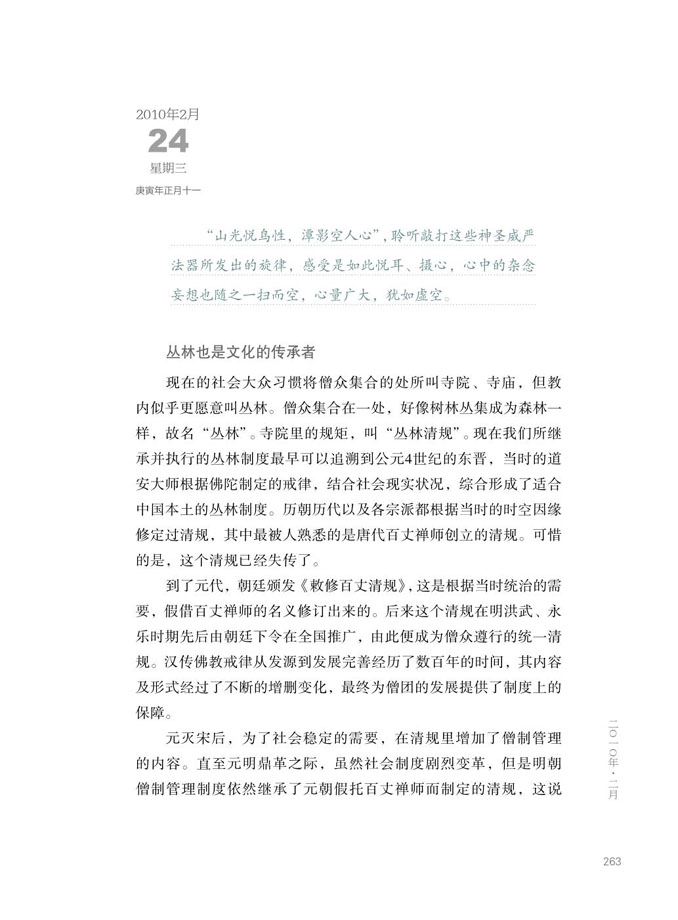 2010年2月
24
星期三
庚寅年正月十一
“山光悦鸟性，潭影空人心”，聆听敲打这些神圣威严
法器所发出的旋律，感受是如此悦耳、摄心，心中的杂念
妄想也随之一扫而空，心量广大，犹如虚空。
丛林也是文化的传承者
现在的社会大众习惯将僧众集合的处所叫寺院、寺庙，但教
内似乎更愿意叫丛林。僧众集合在一处，好像树林丛集成为森林一
样，故名“丛林”。寺院里的规矩，叫“丛林清规”。现在我们所继
承并执行的丛林制度最早可以追溯到公元4世纪的东晋，当时的道
安大师根据佛陀制定的戒律，结合社会现实状况，综合形成了适合
中国本土的丛林制度。历朝历代以及各宗派都根据当时的时空因缘
修定过清规，其中最被人熟悉的是唐代百丈禅师创立的清规。可惜
的是，这个清规已经失传了。
到了元代，朝廷颁发《敕修百丈清规》，这是根据当时统治的需
要，假借百丈禅师的名义修订出来的。后来这个清规在明洪武、永
乐时期先后由朝廷下令在全国推广，由此便成为僧众遵行的统一清
规。汉传佛教戒律从发源到发展完善经历了数百年的时间，其内容
及形式经过了不断的增删变化，最终为僧团的发展提供了制度上的
保障。
元灭宋后，为了社会稳定的需要，在清规里增加了僧制管理
的内容。直至元明鼎革之际，虽然社会制度剧烈变革，但是明朝
僧制管理制度依然继承了元朝假托百丈禅师而制定的清规，这说
二〇一〇年·二月
263